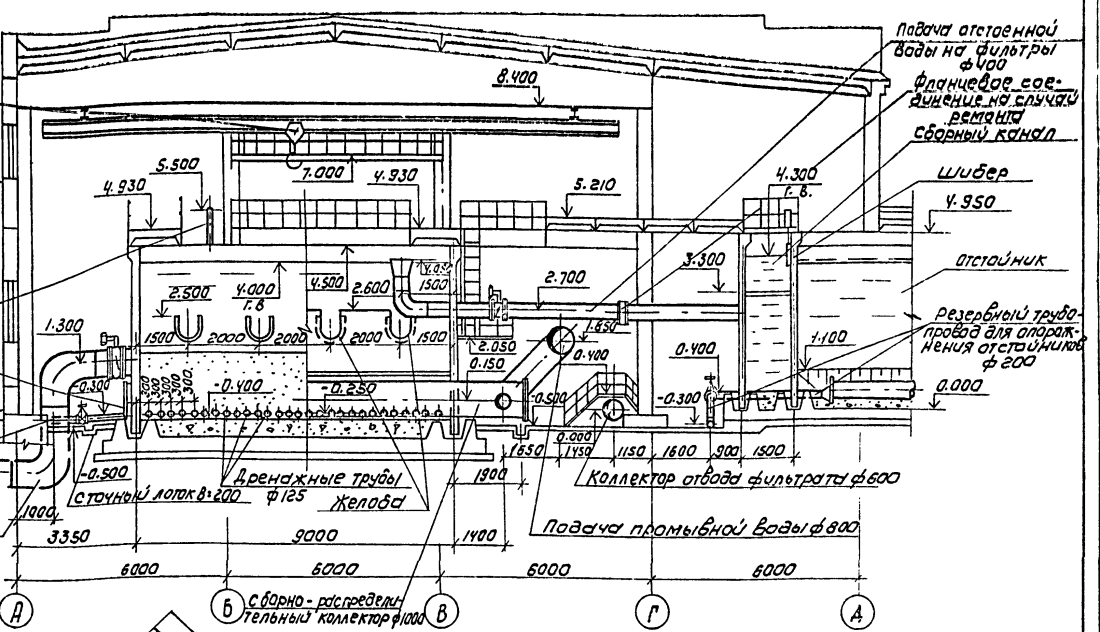 Подача отстоенной
воды на фильтры
ф400
Фланцевое сое-
динение на случай
ремонта
Сборный канал
Шибер
4.950
отстойник
Резервный трубо-
провод для опорож-
нения отстойников
ф200
0.000
8.400
7.000
5.500
4.930
4.930
5.210
4.300
г.в.
4.500
4.000
г.в
2.600
1500
2.700
3.300
2.500
1.300
1500
2000
2000
2000
1500
2.050
1.850
0.150
0.400
0.400
1.100
-0.300
300
300
300
-0.400
-0.250
-0.500
-0.300
0.000
-0.500
1650
1450
1150
1600
900
1500
1900
Дренажные трубы
ф125
Желоба
Сточный лоток в=200
Коллектор отвода фильтрата ф600
Подача промывной воды ф800
1000
3350
9000
1400
6000
6000
6000
6000
А
Б
В
Г
Д
Сборно-распредели-
тельный коллектор ф1000